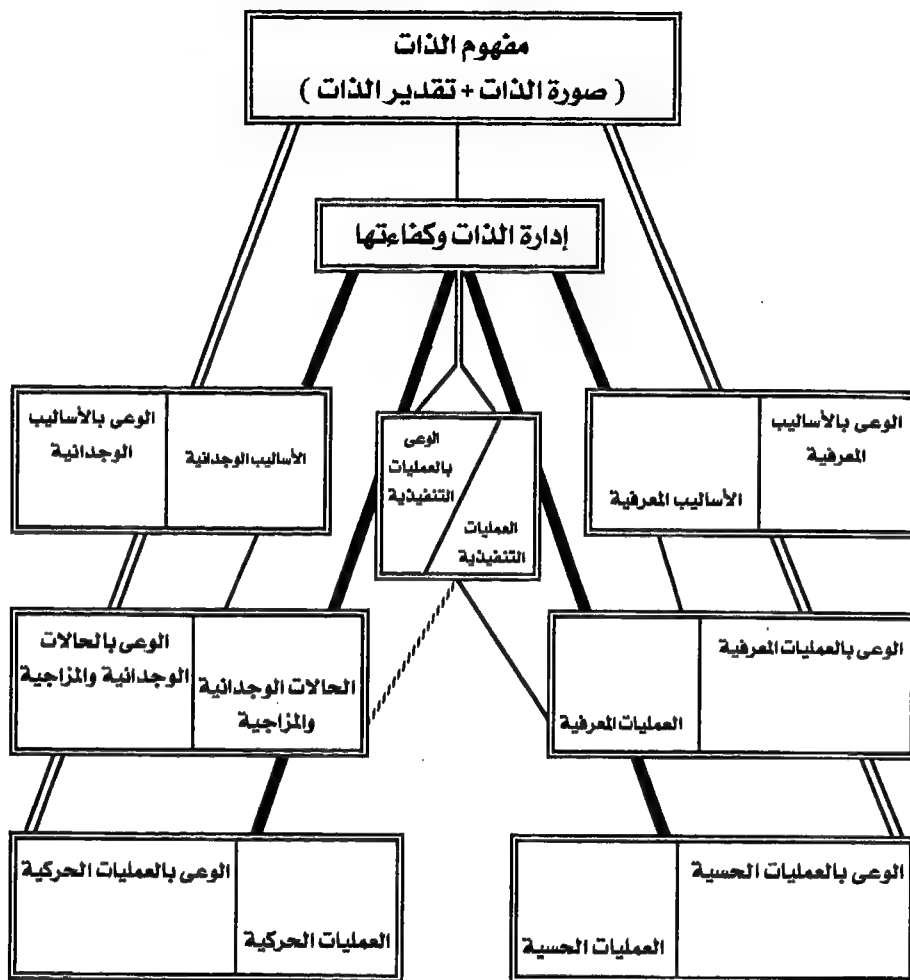 مفهوم الذات
( صورة الذات + تقدير الذات )
إدارة الذات وكفاءتها
الوعى بالأساليب
المعرفية
الأساليب المعرفية
الوعى
بالعمليات
التنفيذية
العمليات
التنفيذية
الأساليب الوجدانية
الوعى بالأساليب
الوجدانية
الوعى بالعمليات المعرفية
العمليات المعرفية
الحالات الوجدانية
والمزاجية
الوعى بالحالات
الوجدانية والمزاجية
الوعى بالعمليات الحسية
العمليات الحسية
العمليات الحركية
الوعى بالعمليات الحركية